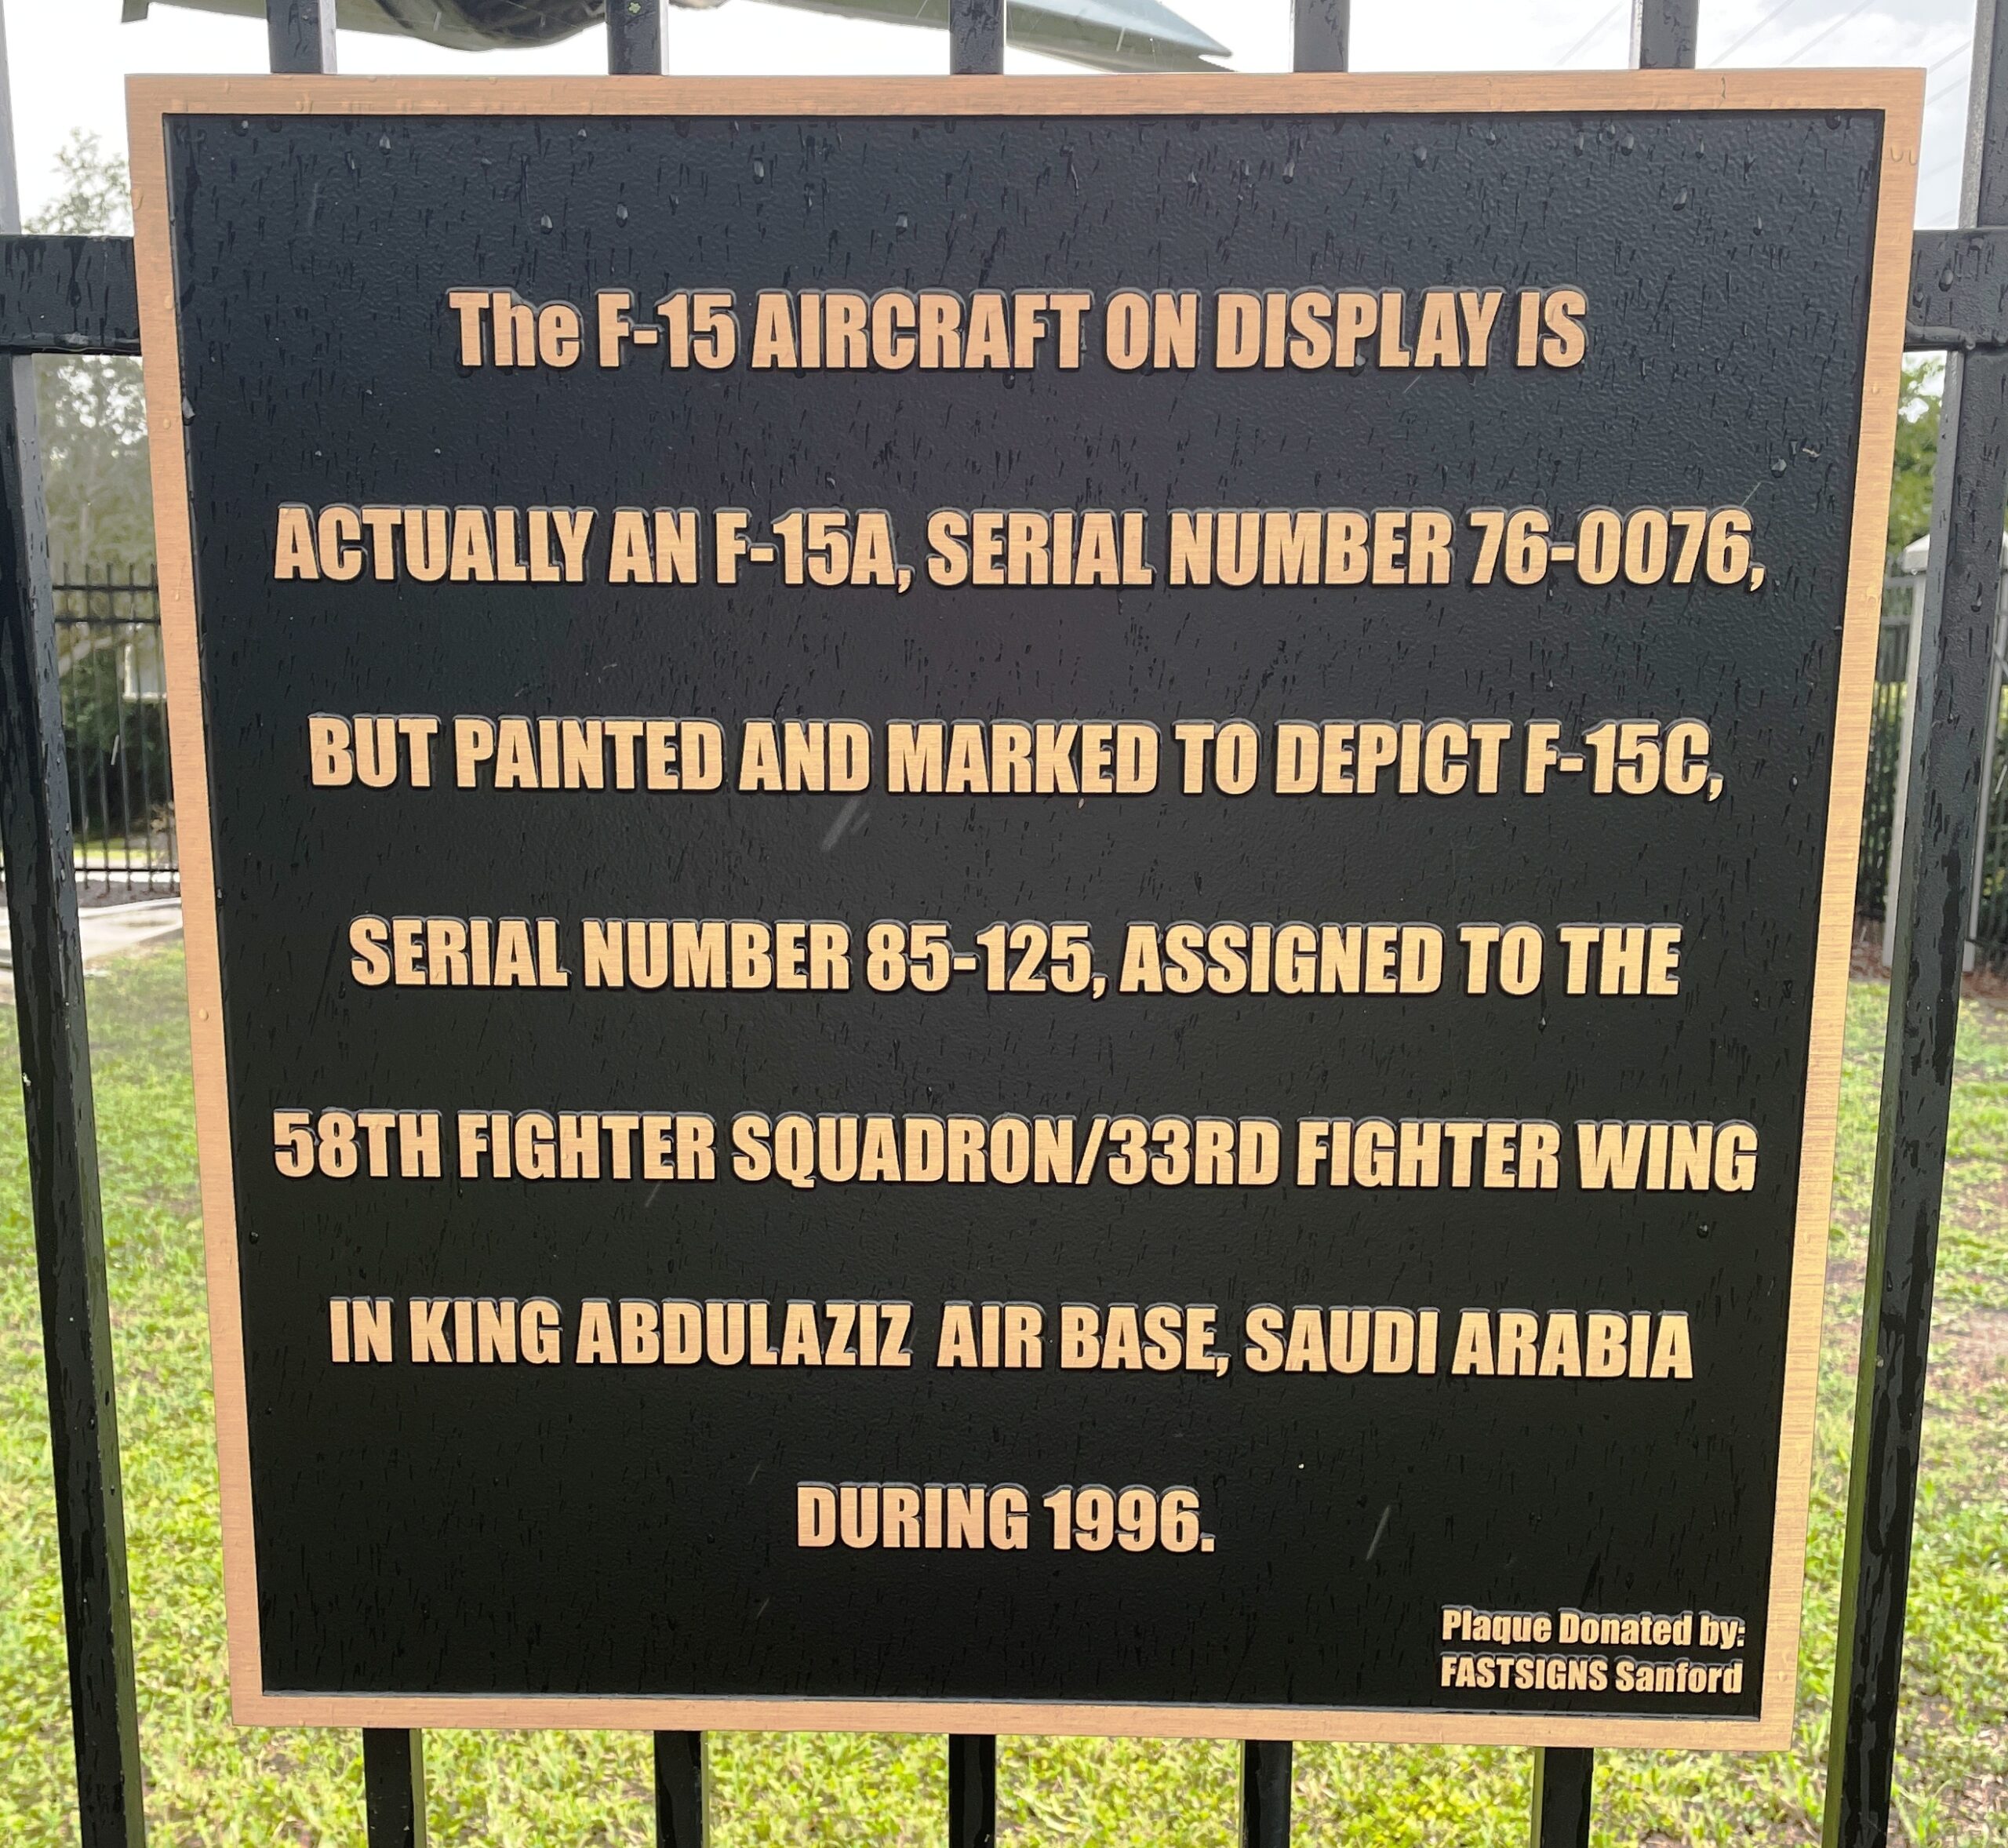 The F-15 AIRCRAFT ON DISPLAY IS
ACTUALLY AN F-15A, SERIAL NUMBER 76-0076,
BUT PAINTED AND MARKED TO DEPICT F-15C,
SERIAL NUMBER 85-125, ASSIGNED TO THE
58TH FIGHTER SQUADRON/33RD FIGHTER WING
IN KING ABDULAZIZ AIR BASE, SAUDI ARABIA
DURING 1996.
Plaque Donated by:
FASTSIGNS Sanford